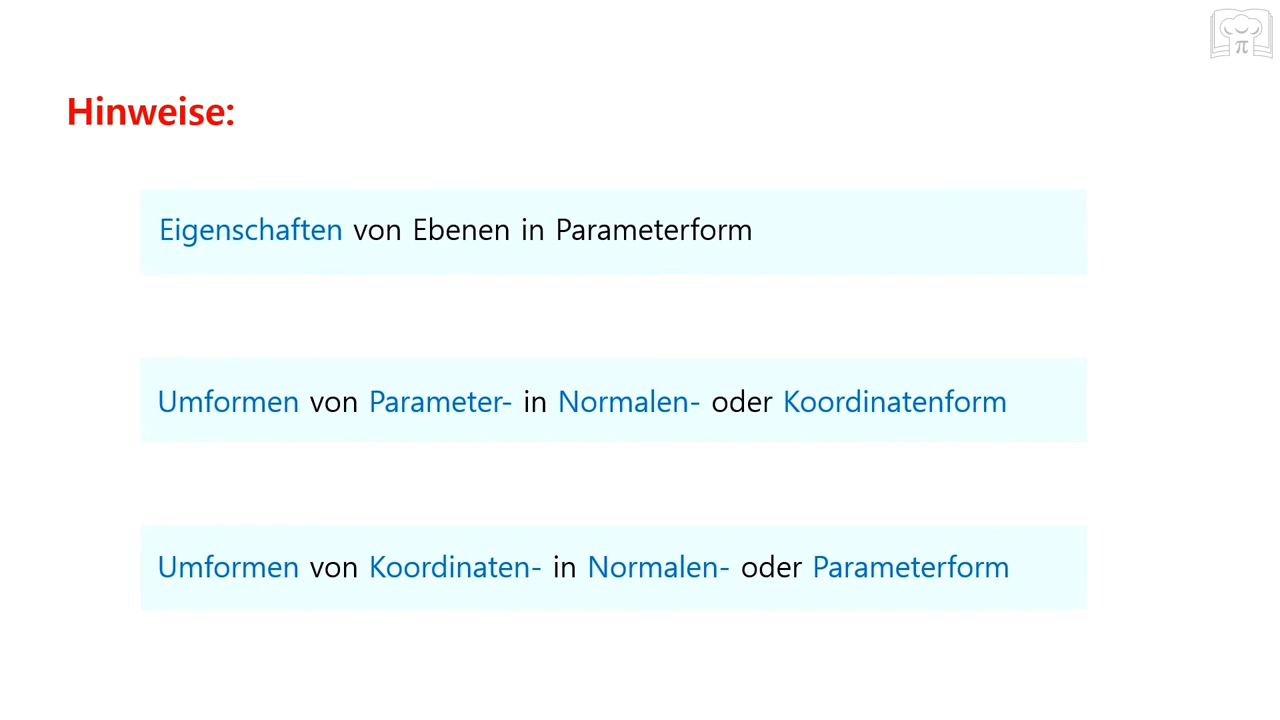 Hinweise:
Eigenschaften von Ebenen in Parameterform
Umformen von Parameter- in Normalen- oder Koordinatenform
Umformen von Koordinaten- in Normalen- oder Parameterform
π